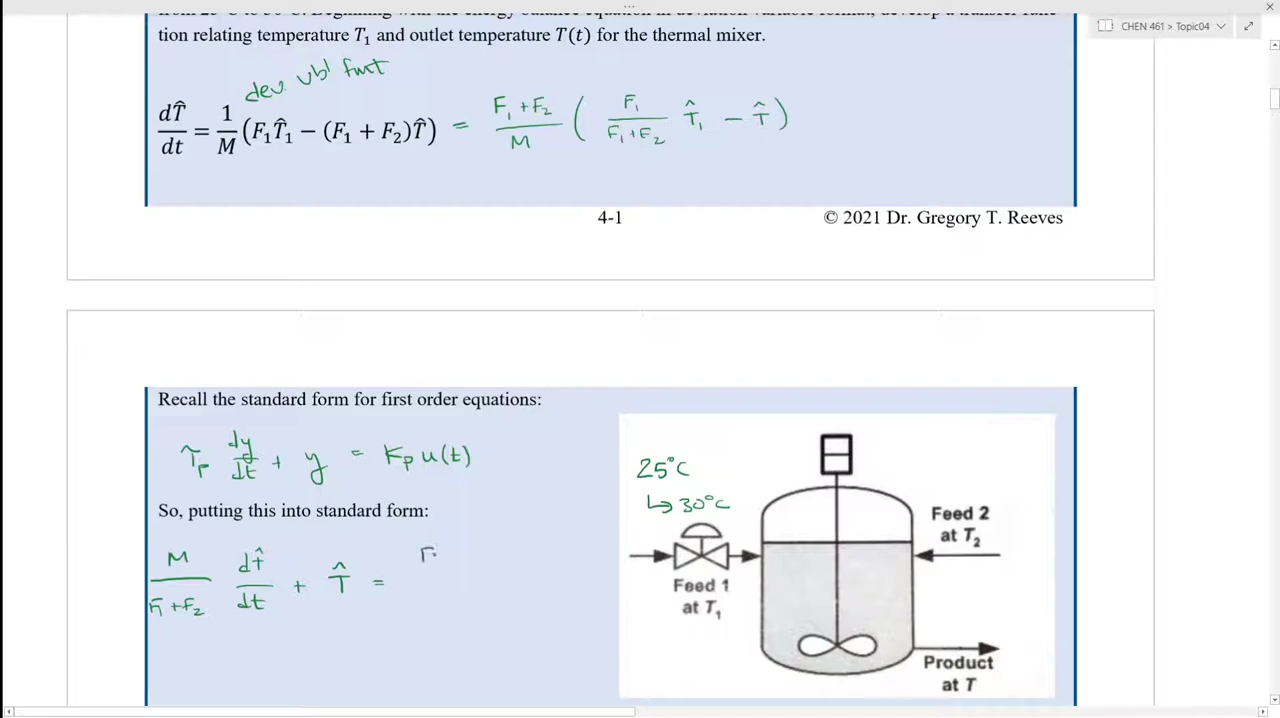 CHEN 461 > Topic04
tion relating temperature T₁ and outlet temperature T(t) for the thermal mixer.
dev. vbl fmt
dT̂/dt = 1/M (F₁T̂₁ − (F₁ + F₂)T̂) = (F₁ + F₂)/M ( F₁/(F₁+F₂) T̂₁ − T̂ )
4-1 © 2021 Dr. Gregory T. Reeves
Recall the standard form for first order equations:
τₚ dy/dt + y = Kₚ u(t)
So, putting this into standard form:
M/(F₁+F₂) dT̂/dt + T̂ =
25°C
↳ 30°C
Feed 1
at T₁
Feed 2
at T₂
Product
at T